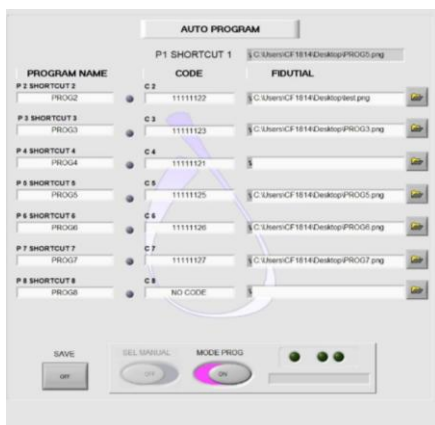 AUTO PROGRAM
P1 SHORTCUT 1 C:\Users\CF1814\Desktop\PROG5.png
PROGRAM NAME CODE FIDUTIAL
P 2 SHORTCUT 2 C 2
PROG2 11111122 C:\Users\CF1814\Desktop\test.png
P 3 SHORTCUT 3 C 3
PROG3 11111123 C:\Users\CF1814\Desktop\PROG3.png
P 4 SHORTCUT 4 C 4
PROG4 11111121
P 5 SHORTCUT 5 C 5
PROG5 11111125 C:\Users\CF1814\Desktop\PROG5.png
P 6 SHORTCUT 6 C 6
PROG6 11111126 C:\Users\CF1814\Desktop\PROG6.png
P 7 SHORTCUT 7 C 7
PROG7 11111127 C:\Users\CF1814\Desktop\PROG7.png
P 8 SHORTCUT 8 C 8
PROG8 NO CODE
SAVE SEL MANUAL MODE PROG
OFF OFF ON